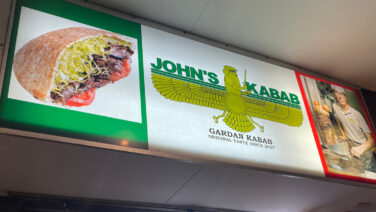 JOHN'S KABAB
GARDAN KABAB
ORIGINAL TASTE SINCE 2007